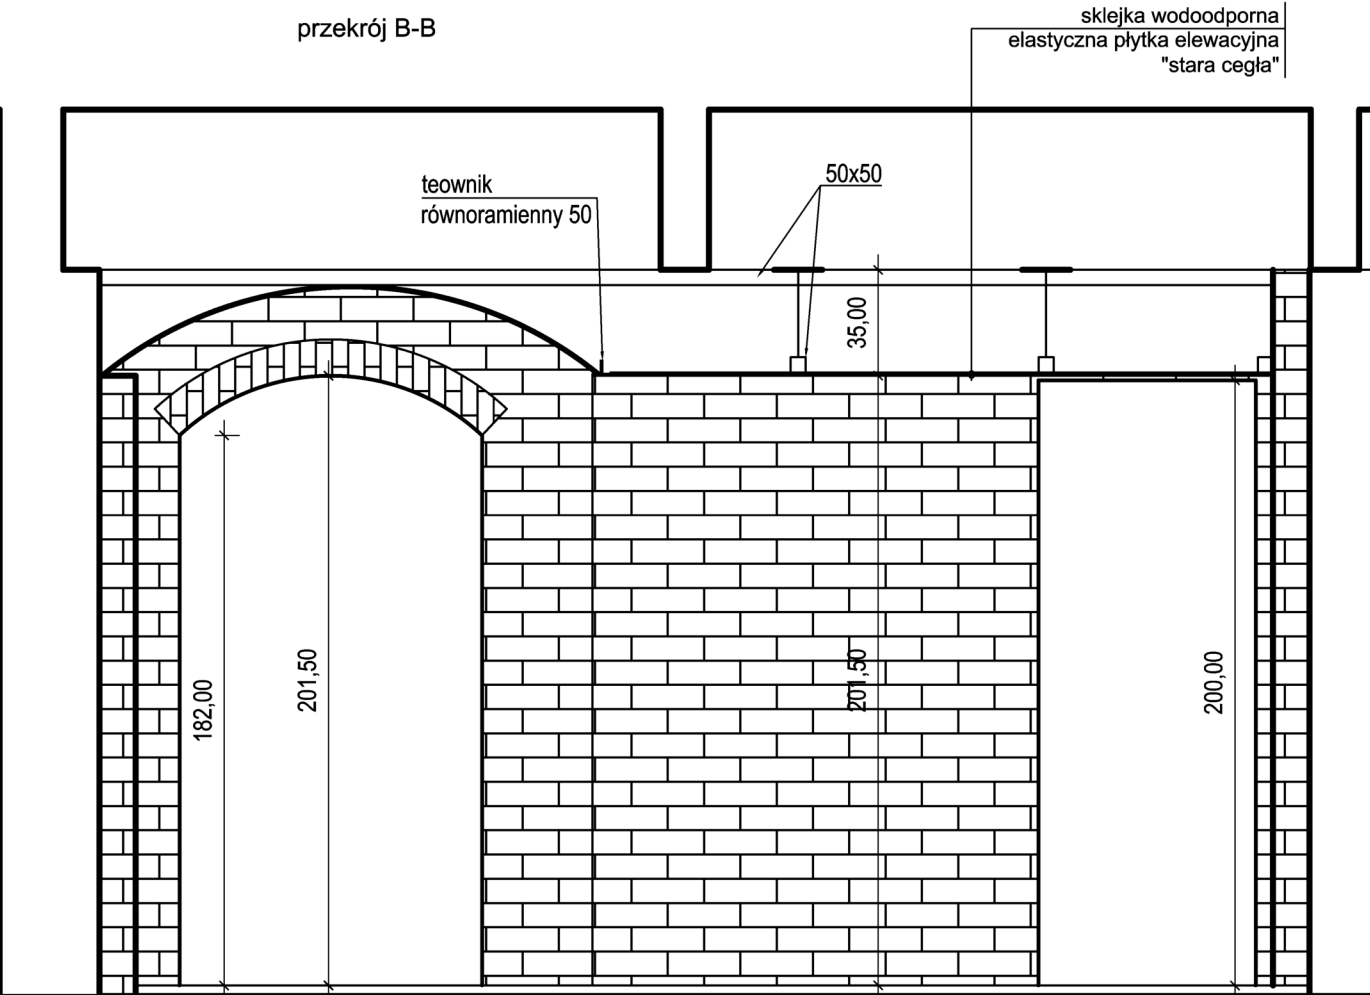 przekrój B-B
sklejka wodoodporna
elastyczna płytka elewacyjna
"stara cegła"
teownik
równoramienny 50
50x50
35,00
182,00
201,50
201,50
200,00